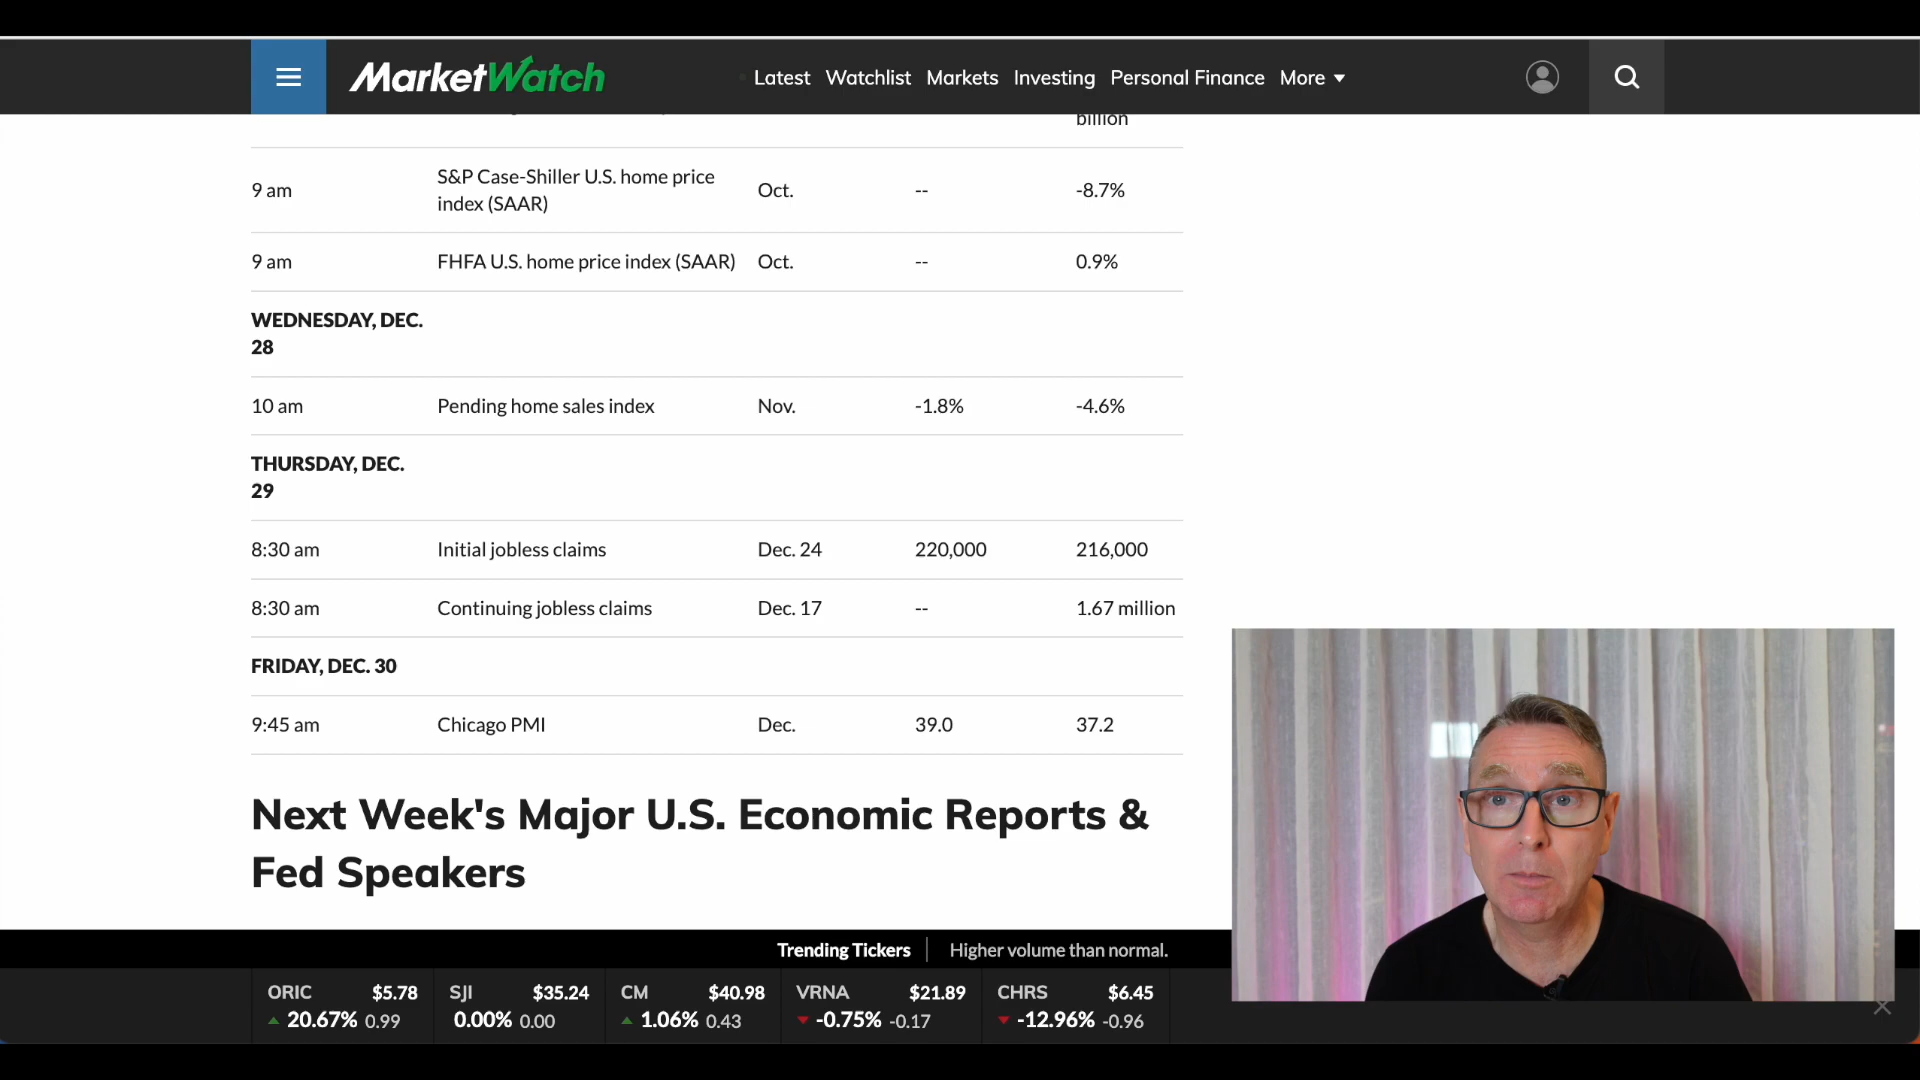 MarketWatch
Latest Watchlist Markets Investing Personal Finance More
billion
9 am S&P Case-Shiller U.S. home price index (SAAR) Oct. -- -8.7%
9 am FHFA U.S. home price index (SAAR) Oct. -- 0.9%
WEDNESDAY, DEC.
28
10 am Pending home sales index Nov. -1.8% -4.6%
THURSDAY, DEC.
29
8:30 am Initial jobless claims Dec. 24 220,000 216,000
8:30 am Continuing jobless claims Dec. 17 -- 1.67 million
FRIDAY, DEC. 30
9:45 am Chicago PMI Dec. 39.0 37.2
Next Week's Major U.S. Economic Reports &
Fed Speakers
Trending Tickers Higher volume than normal.
ORIC $5.78 SJI $35.24 CM $40.98 VRNA $21.89 CHRS $6.45
20.67% 0.99 0.00% 0.00 1.06% 0.43 -0.75% -0.17 -12.96% -0.96